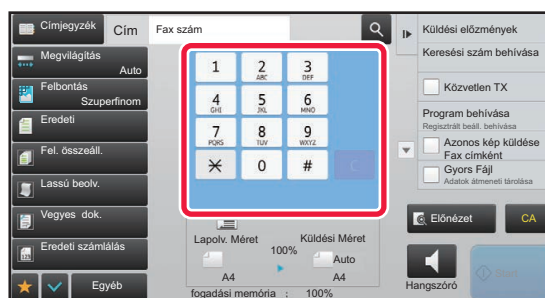 Címjegyzék
Cím
Fax szám
Megvilágítás
Auto
Felbontás
Szuperfinom
Eredeti
Fel. összeáll.
Lassú beolv.
Vegyes dok.
Eredeti számlálás
Egyéb
1
2
ABC
3
DEF
4
GHI
5
JKL
6
MNO
7
PQRS
8
TUV
9
WXYZ
0
#
C
Lapolv. Méret
100%
Küldési Méret
Auto
A4
A4
fogadási memória : 100%
Küldési előzmények
Keresési szám behívása
Közvetlen TX
Program behívása
Regisztrált beáll. behívása
Azonos kép küldése
Fax címként
Gyors Fájl
Adatok átmeneti tárolása
Előnézet
CA
Hangszóró
Start